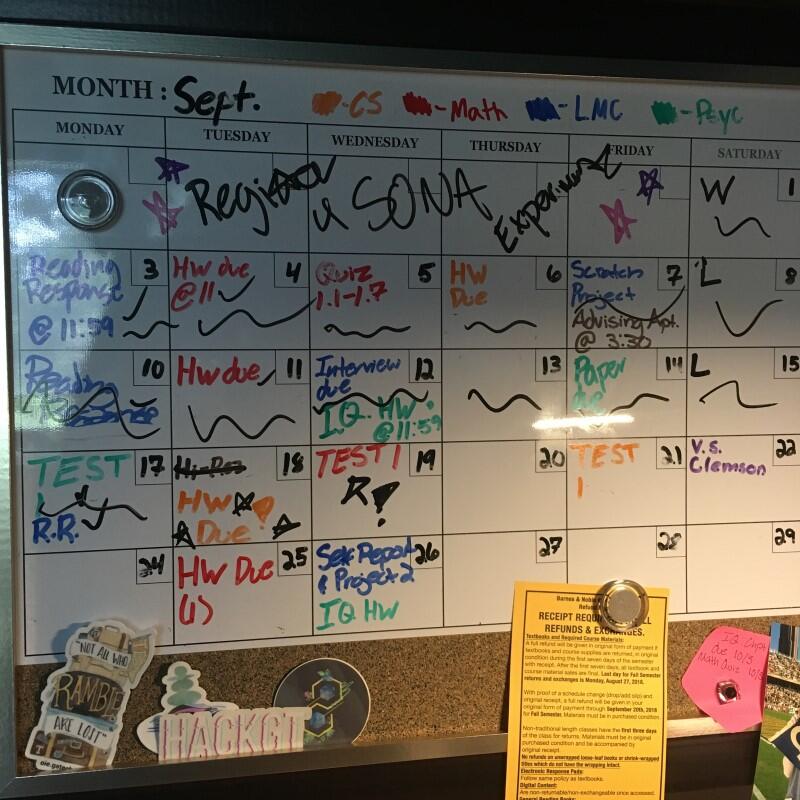 MONTH : Sept. -CS -Math -LMC -Psyc
MONDAY TUESDAY WEDNESDAY THURSDAY FRIDAY SATURDAY
SONA
W 1
Reading Response @ 11:59 3
HW due @ 11 4
Quiz 1.1-1.7 5
HW Due 6
Scratch Project 7
Advising Apt. @ 3:30
L 8
Reading 10
Hw due 11
Interview due 12
IQ HW @ 11:59
13
Paper due 14
L 15
TEST 1 17
R.R.
18
HW Due
TEST 1 19
20
TEST 1 21
V.S. Clemson 22
24
HW Due (1) 25
Self Report & Project 2 26
IQ HW
27
28
29
"NOT ALL WHO
RAMBLE
ARE LOST"
HACKGT
Barnes & Noble
RECEIPT
REFUNDS & EXCHANGES.
Textbooks and Required Course Materials:
A full refund will be given in original form of payment if
textbooks and course supplies are returned, in original
condition during the first seven days of the semester
with receipt. After the first seven days, all textbook and
course material sales are final. Last day for Fall Semester
returns and exchanges is Monday, August 27, 2018.
With proof of a schedule change (drop/add slip) and
original receipt, a full refund will be given in your
original form of payment through September 20th, 2018
for Fall Semester. Materials must be in purchased condition.
Non-traditional length classes have the first three days
of the class for returns. Materials must be in original
purchased condition and be accompanied by
original receipt.
No refunds on unwrapped loose-leaf books or shrink-wrapped
titles which do not have the wrapping intact.
Electronic Response Pads:
Follow same policy as textbooks.
Digital Content:
Are non-returnable/non-exchangeable once accessed.
General Reading Books:
IQ
Due 10/3
Math Quiz 10/3